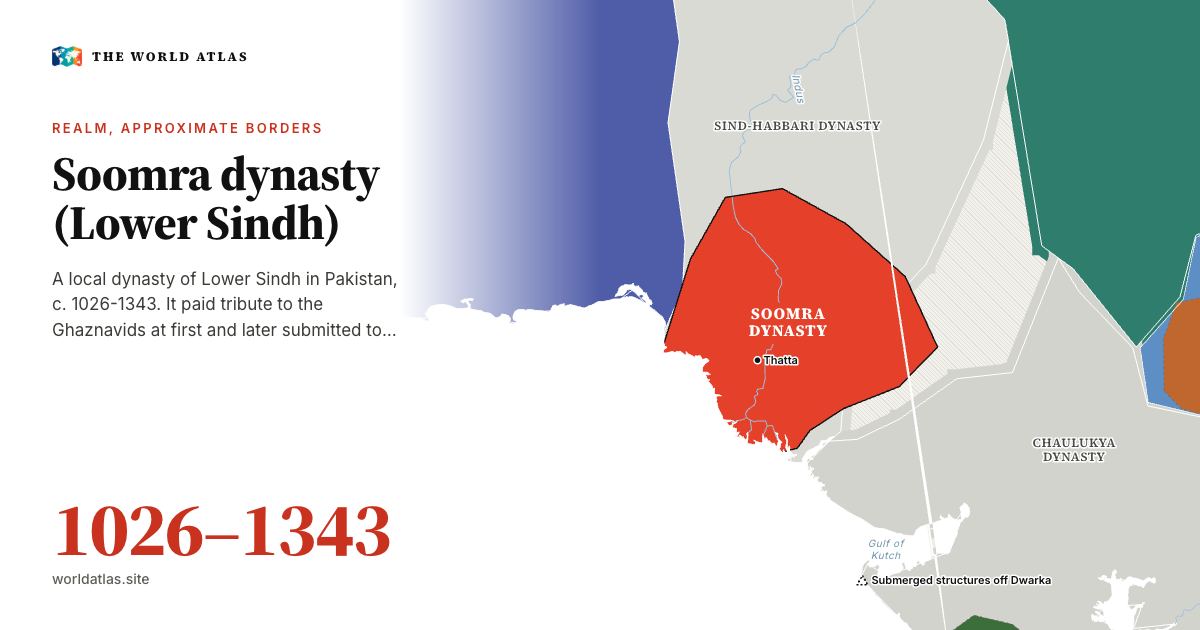 THE WORLD ATLAS
REALM, APPROXIMATE BORDERS
Soomra dynasty
(Lower Sindh)
A local dynasty of Lower Sindh in Pakistan,
c. 1026-1343. It paid tribute to the
Ghaznavids at first and later submitted to...
1026–1343
worldatlas.site
Indus
SIND-HABBARI DYNASTY
SOOMRA
DYNASTY
Thatta
CHAULUKYA
DYNASTY
Gulf of
Kutch
Submerged structures off Dwarka